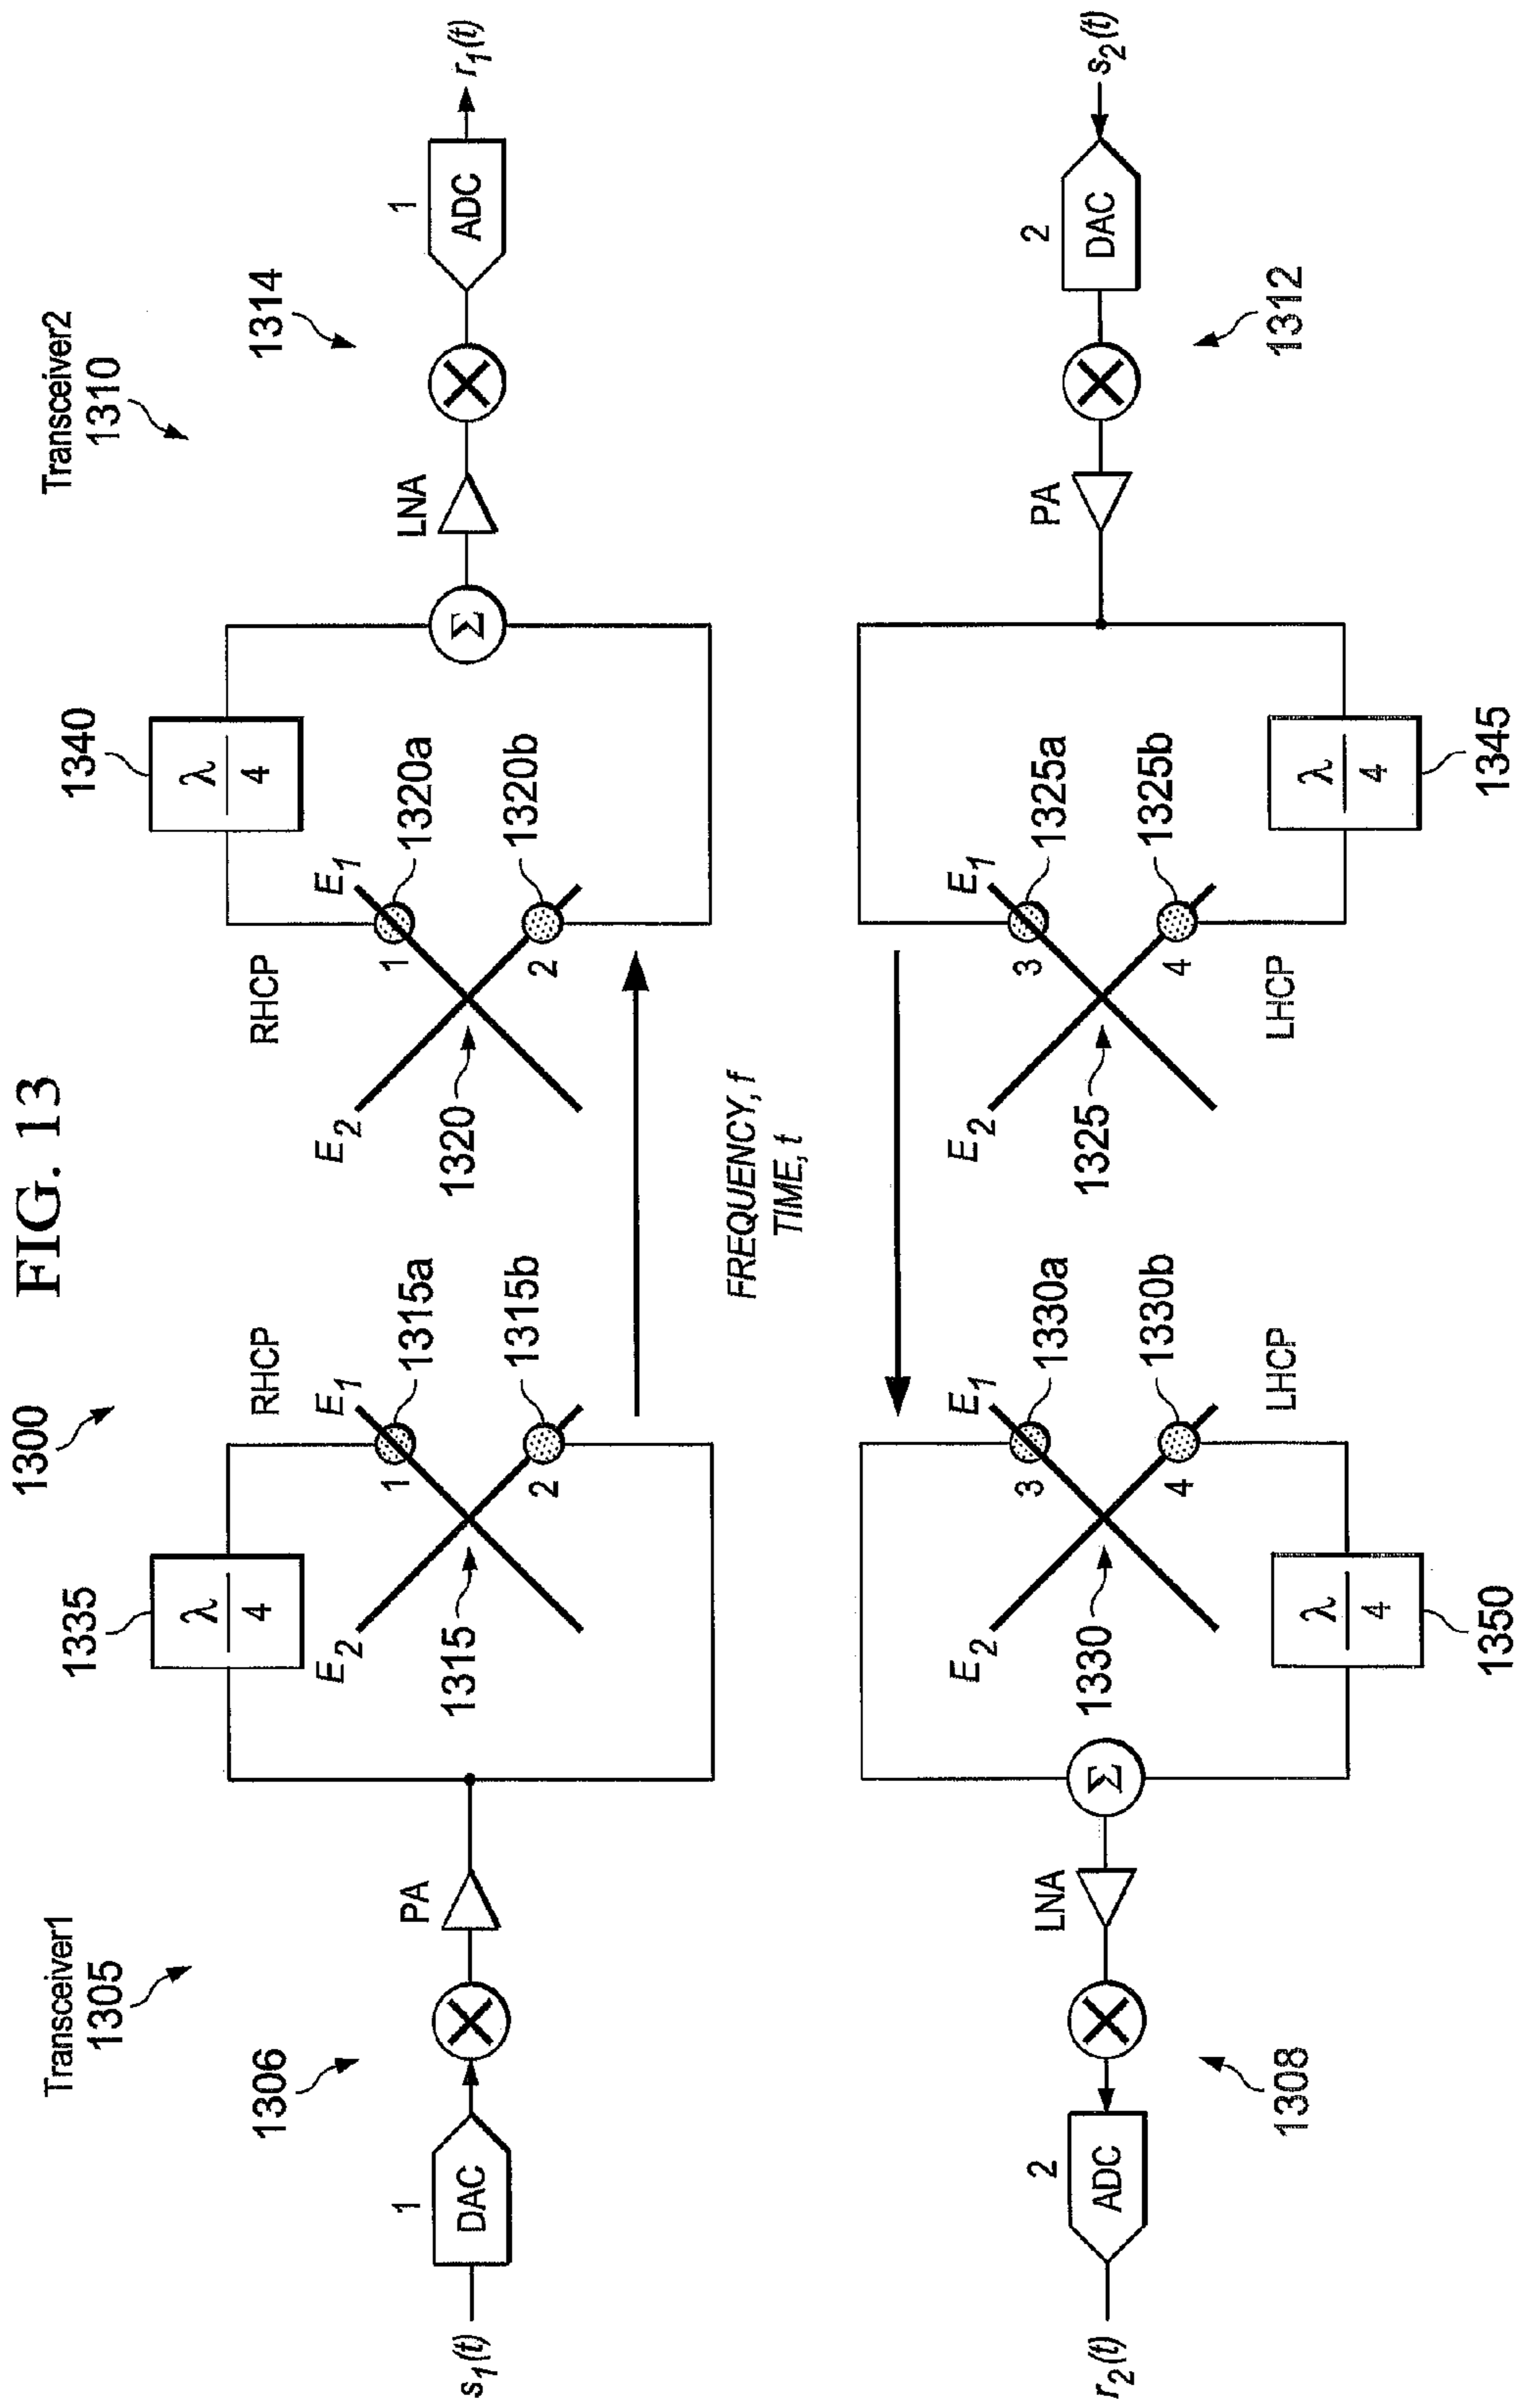 FIG. 13
1300
Transceiver1
1305
Transceiver2
1310
1306
1335
λ
4
RHCP
RHCP
1340
λ
4
1314
s1(t)
1
DAC
PA
E1
E2
1
2
1315
1315a
1315b
E1
E2
1
2
1320
1320a
1320b
Σ
LNA
1
ADC
r1(t)
FREQUENCY, f
TIME, t
r2(t)
2
ADC
LNA
Σ
E1
E2
3
4
1330
1330a
1330b
E1
E2
3
4
1325
1325a
1325b
PA
2
DAC
s2(t)
1308
λ
4
1350
LHCP
LHCP
λ
4
1345
1312